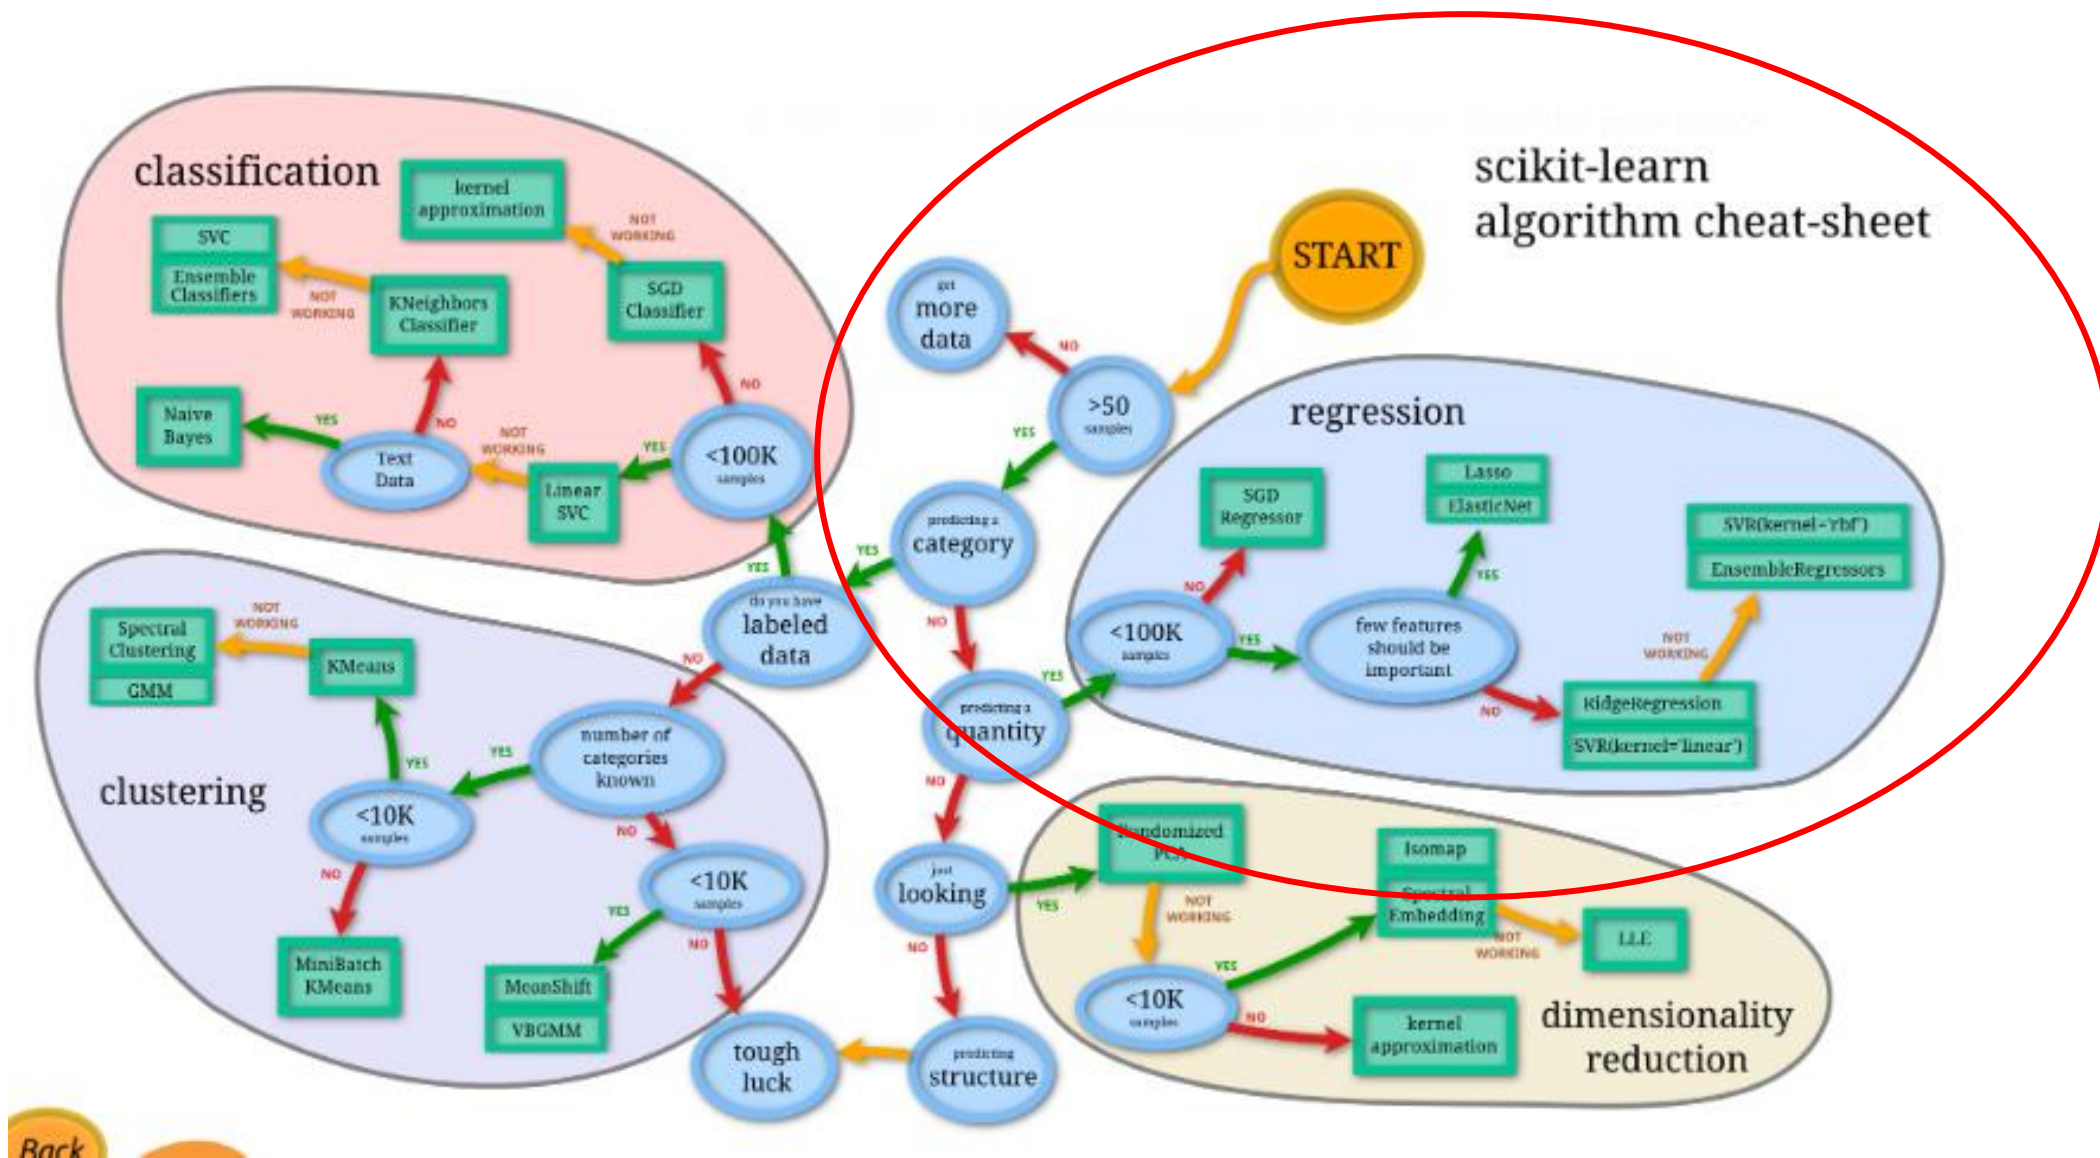 scikit-learn
algorithm cheat-sheet
START
get
more
data
NO
>50
samples
YES
predicting a
category
YES
NO
do you have
labeled
data
YES
NO
predicting a
quantity
YES
NO
just
looking
YES
NO
predicting
structure
tough
luck
classification
kernel
approximation
NOT
WORKING
SVC
Ensemble
Classifiers
NOT
WORKING
KNeighbors
Classifier
SGD
Classifier
NO
Naive
Bayes
YES
NO
Text
Data
NOT
WORKING
Linear
SVC
YES
<100K
samples
regression
SGD
Regressor
Lasso
ElasticNet
SVR(kernel='rbf')
EnsembleRegressors
NO
YES
<100K
samples
YES
few features
should be
important
NOT
WORKING
NO
RidgeRegression
SVR(kernel='linear')
clustering
Spectral
Clustering
GMM
NOT
WORKING
KMeans
YES
number of
categories
known
YES
NO
<10K
samples
NO
<10K
samples
YES
NO
MiniBatch
KMeans
MeanShift
VBGMM
dimensionality
reduction
Randomized
PCA
NOT
WORKING
Isomap
Spectral
Embedding
NOT
WORKING
LLE
YES
<10K
samples
NO
kernel
approximation
Back